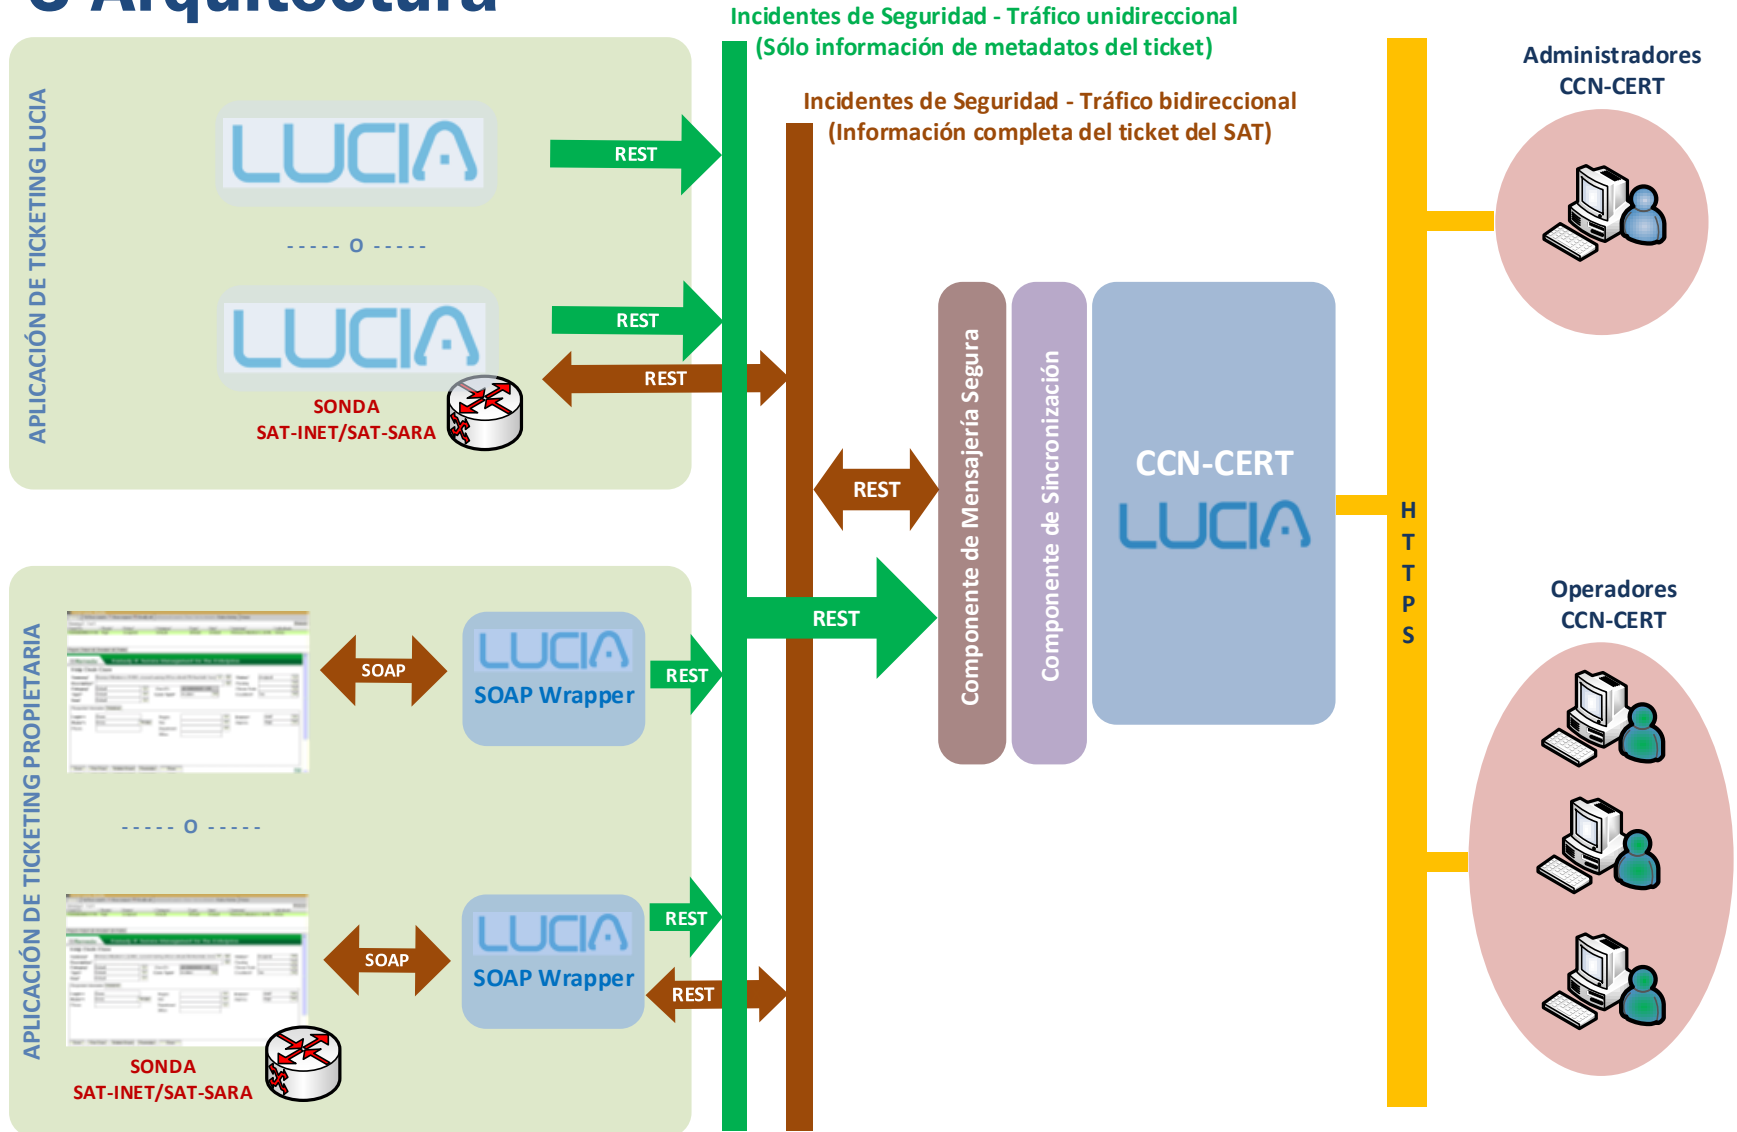 Arquitectura
Incidentes de Seguridad - Tráfico unidireccional
(Sólo información de metadatos del ticket)
Incidentes de Seguridad - Tráfico bidireccional
(Información completa del ticket del SAT)
Administradores
CCN-CERT
APLICACIÓN DE TICKETING LUCIA
LUCIA
REST
----- O -----
LUCIA
REST
REST
SONDA
SAT-INET/SAT-SARA
REST
REST
Componente de Mensajería Segura
Componente de Sincronización
CCN-CERT
LUCIA
HTTPS
Operadores
CCN-CERT
APLICACIÓN DE TICKETING PROPIETARIA
SOAP
LUCIA
SOAP Wrapper
REST
----- O -----
SOAP
LUCIA
SOAP Wrapper
REST
REST
SONDA
SAT-INET/SAT-SARA